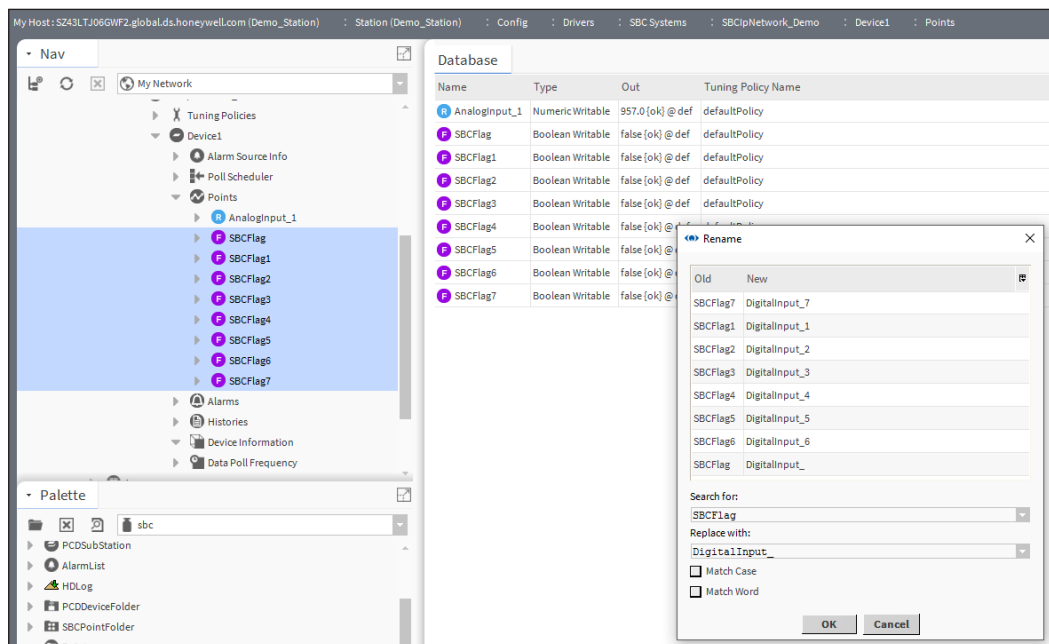 My Host : SZ43LTJ06GWF2.global.ds.honeywell.com (Demo_Station) : Station (Demo_Station) : Config : Drivers : SBC Systems : SBCIpNetwork_Demo : Device1 : Points
Nav
My Network
Tuning Policies
Device1
Alarm Source Info
Poll Scheduler
Points
R AnalogInput_1
F SBCFlag
F SBCFlag1
F SBCFlag2
F SBCFlag3
F SBCFlag4
F SBCFlag5
F SBCFlag6
F SBCFlag7
Alarms
Histories
Device Information
Data Poll Frequency
Palette
sbc
PCDSubStation
AlarmList
HDLog
PCDDeviceFolder
SBCPointFolder
Database
Name Type Out Tuning Policy Name
R AnalogInput_1 Numeric Writable 957.0 {ok} @ def defaultPolicy
F SBCFlag Boolean Writable false {ok} @ def defaultPolicy
F SBCFlag1 Boolean Writable false {ok} @ def defaultPolicy
F SBCFlag2 Boolean Writable false {ok} @ def defaultPolicy
F SBCFlag3 Boolean Writable false {ok} @ def defaultPolicy
F SBCFlag4 Boolean Writable false {ok} @
F SBCFlag5 Boolean Writable false {ok} @
F SBCFlag6 Boolean Writable false {ok} @
F SBCFlag7 Boolean Writable false {ok} @
Rename
Old New
SBCFlag7 DigitalInput_7
SBCFlag1 DigitalInput_1
SBCFlag2 DigitalInput_2
SBCFlag3 DigitalInput_3
SBCFlag4 DigitalInput_4
SBCFlag5 DigitalInput_5
SBCFlag6 DigitalInput_6
SBCFlag DigitalInput_
Search for:
SBCFlag
Replace with:
DigitalInput_
Match Case
Match Word
OK Cancel